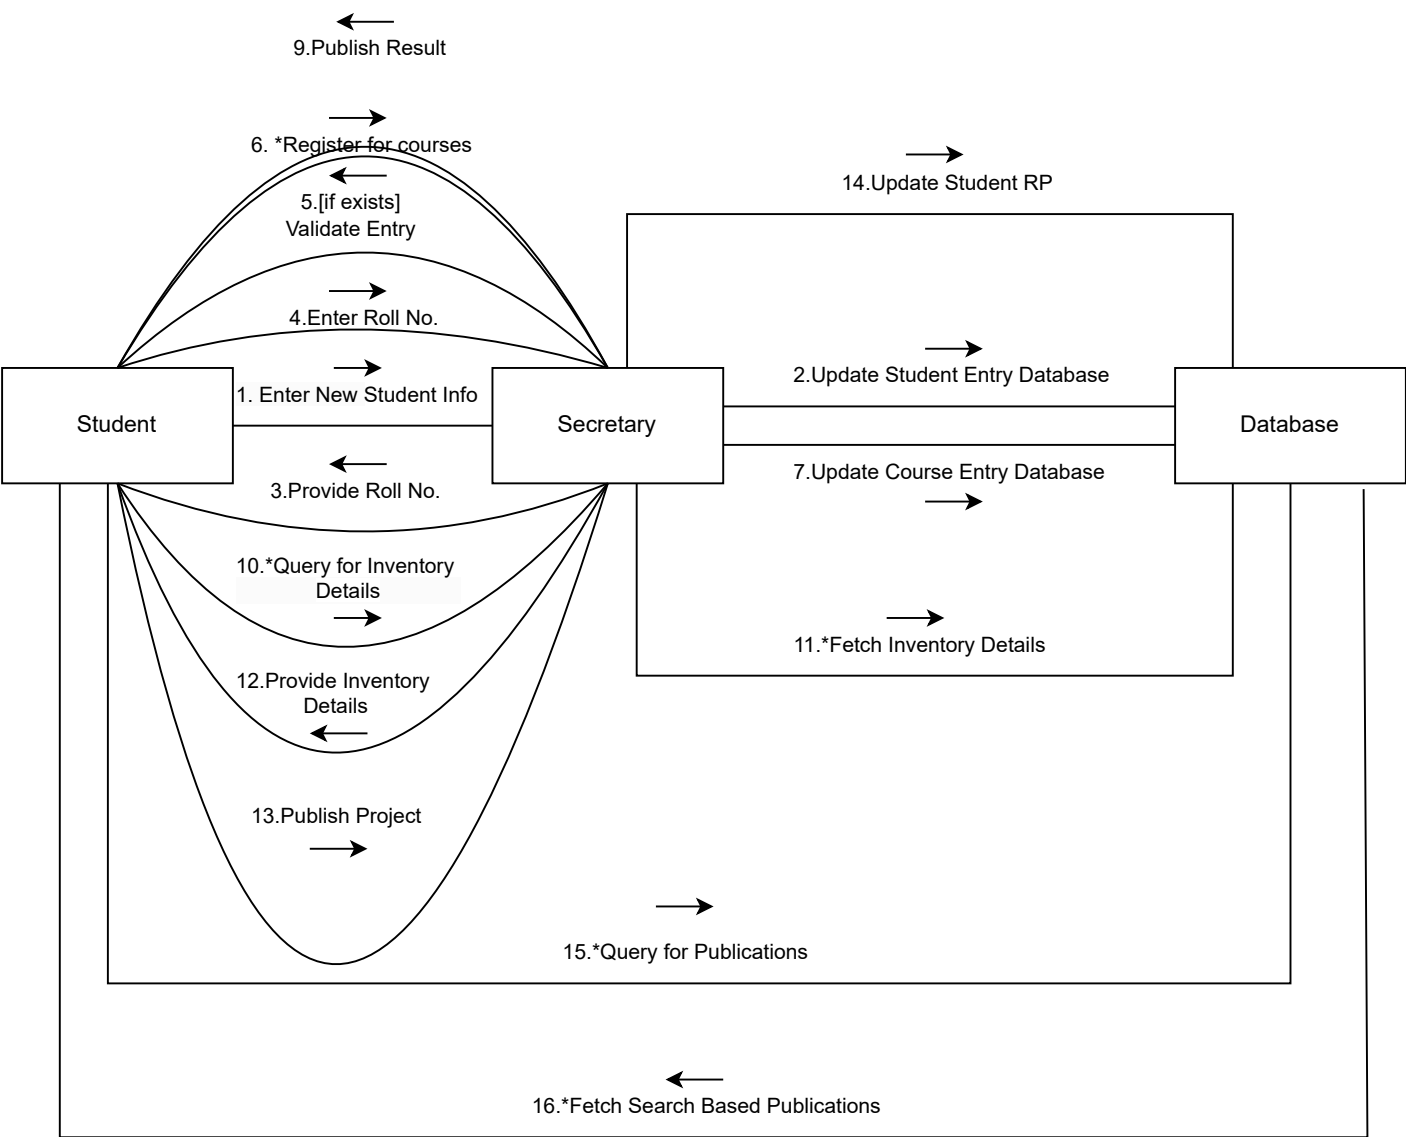 9.Publish Result
6. *Register for courses
14.Update Student RP
5.[if exists]
Validate Entry
4.Enter Roll No.
2.Update Student Entry Database
1. Enter New Student Info
Student
Secretary
Database
7.Update Course Entry Database
3.Provide Roll No.
10.*Query for Inventory
Details
11.*Fetch Inventory Details
12.Provide Inventory
Details
13.Publish Project
15.*Query for Publications
16.*Fetch Search Based Publications